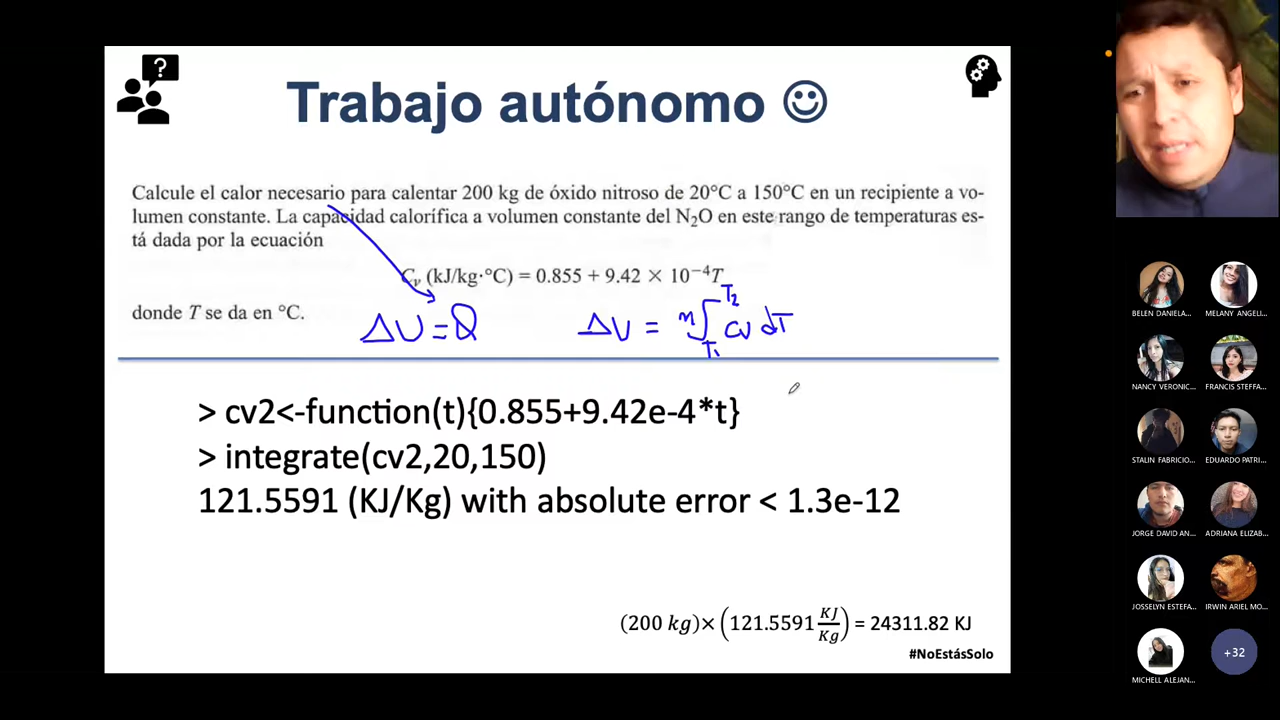 ?
Trabajo autónomo ☺
Calcule el calor necesario para calentar 200 kg de óxido nitroso de 20°C a 150°C en un recipiente a vo-
lumen constante. La capacidad calorífica a volumen constante del N₂O en este rango de temperaturas es-
tá dada por la ecuación
Cᵥ (kJ/kg·°C) = 0.855 + 9.42 × 10⁻⁴T
donde T se da en °C.
ΔU = Q
ΔU = m∫T₁T₂ cv dT
> cv2<-function(t){0.855+9.42e-4*t}
> integrate(cv2,20,150)
121.5591 (KJ/Kg) with absolute error < 1.3e-12
(200 kg)× (121.5591 KJ/Kg) = 24311.82 KJ
#NoEstásSolo
BELEN DANIELA...
MELANY ANGELI...
NANCY VERONIC...
FRANCIS STEFFA...
STALIN FABRICIO...
EDUARDO PATRI...
JORGE DAVID AN...
ADRIANA ELIZAB...
JOSSELYN ESTEFA...
IRWIN ARIEL MO...
MICHELL ALEJAN...
+32